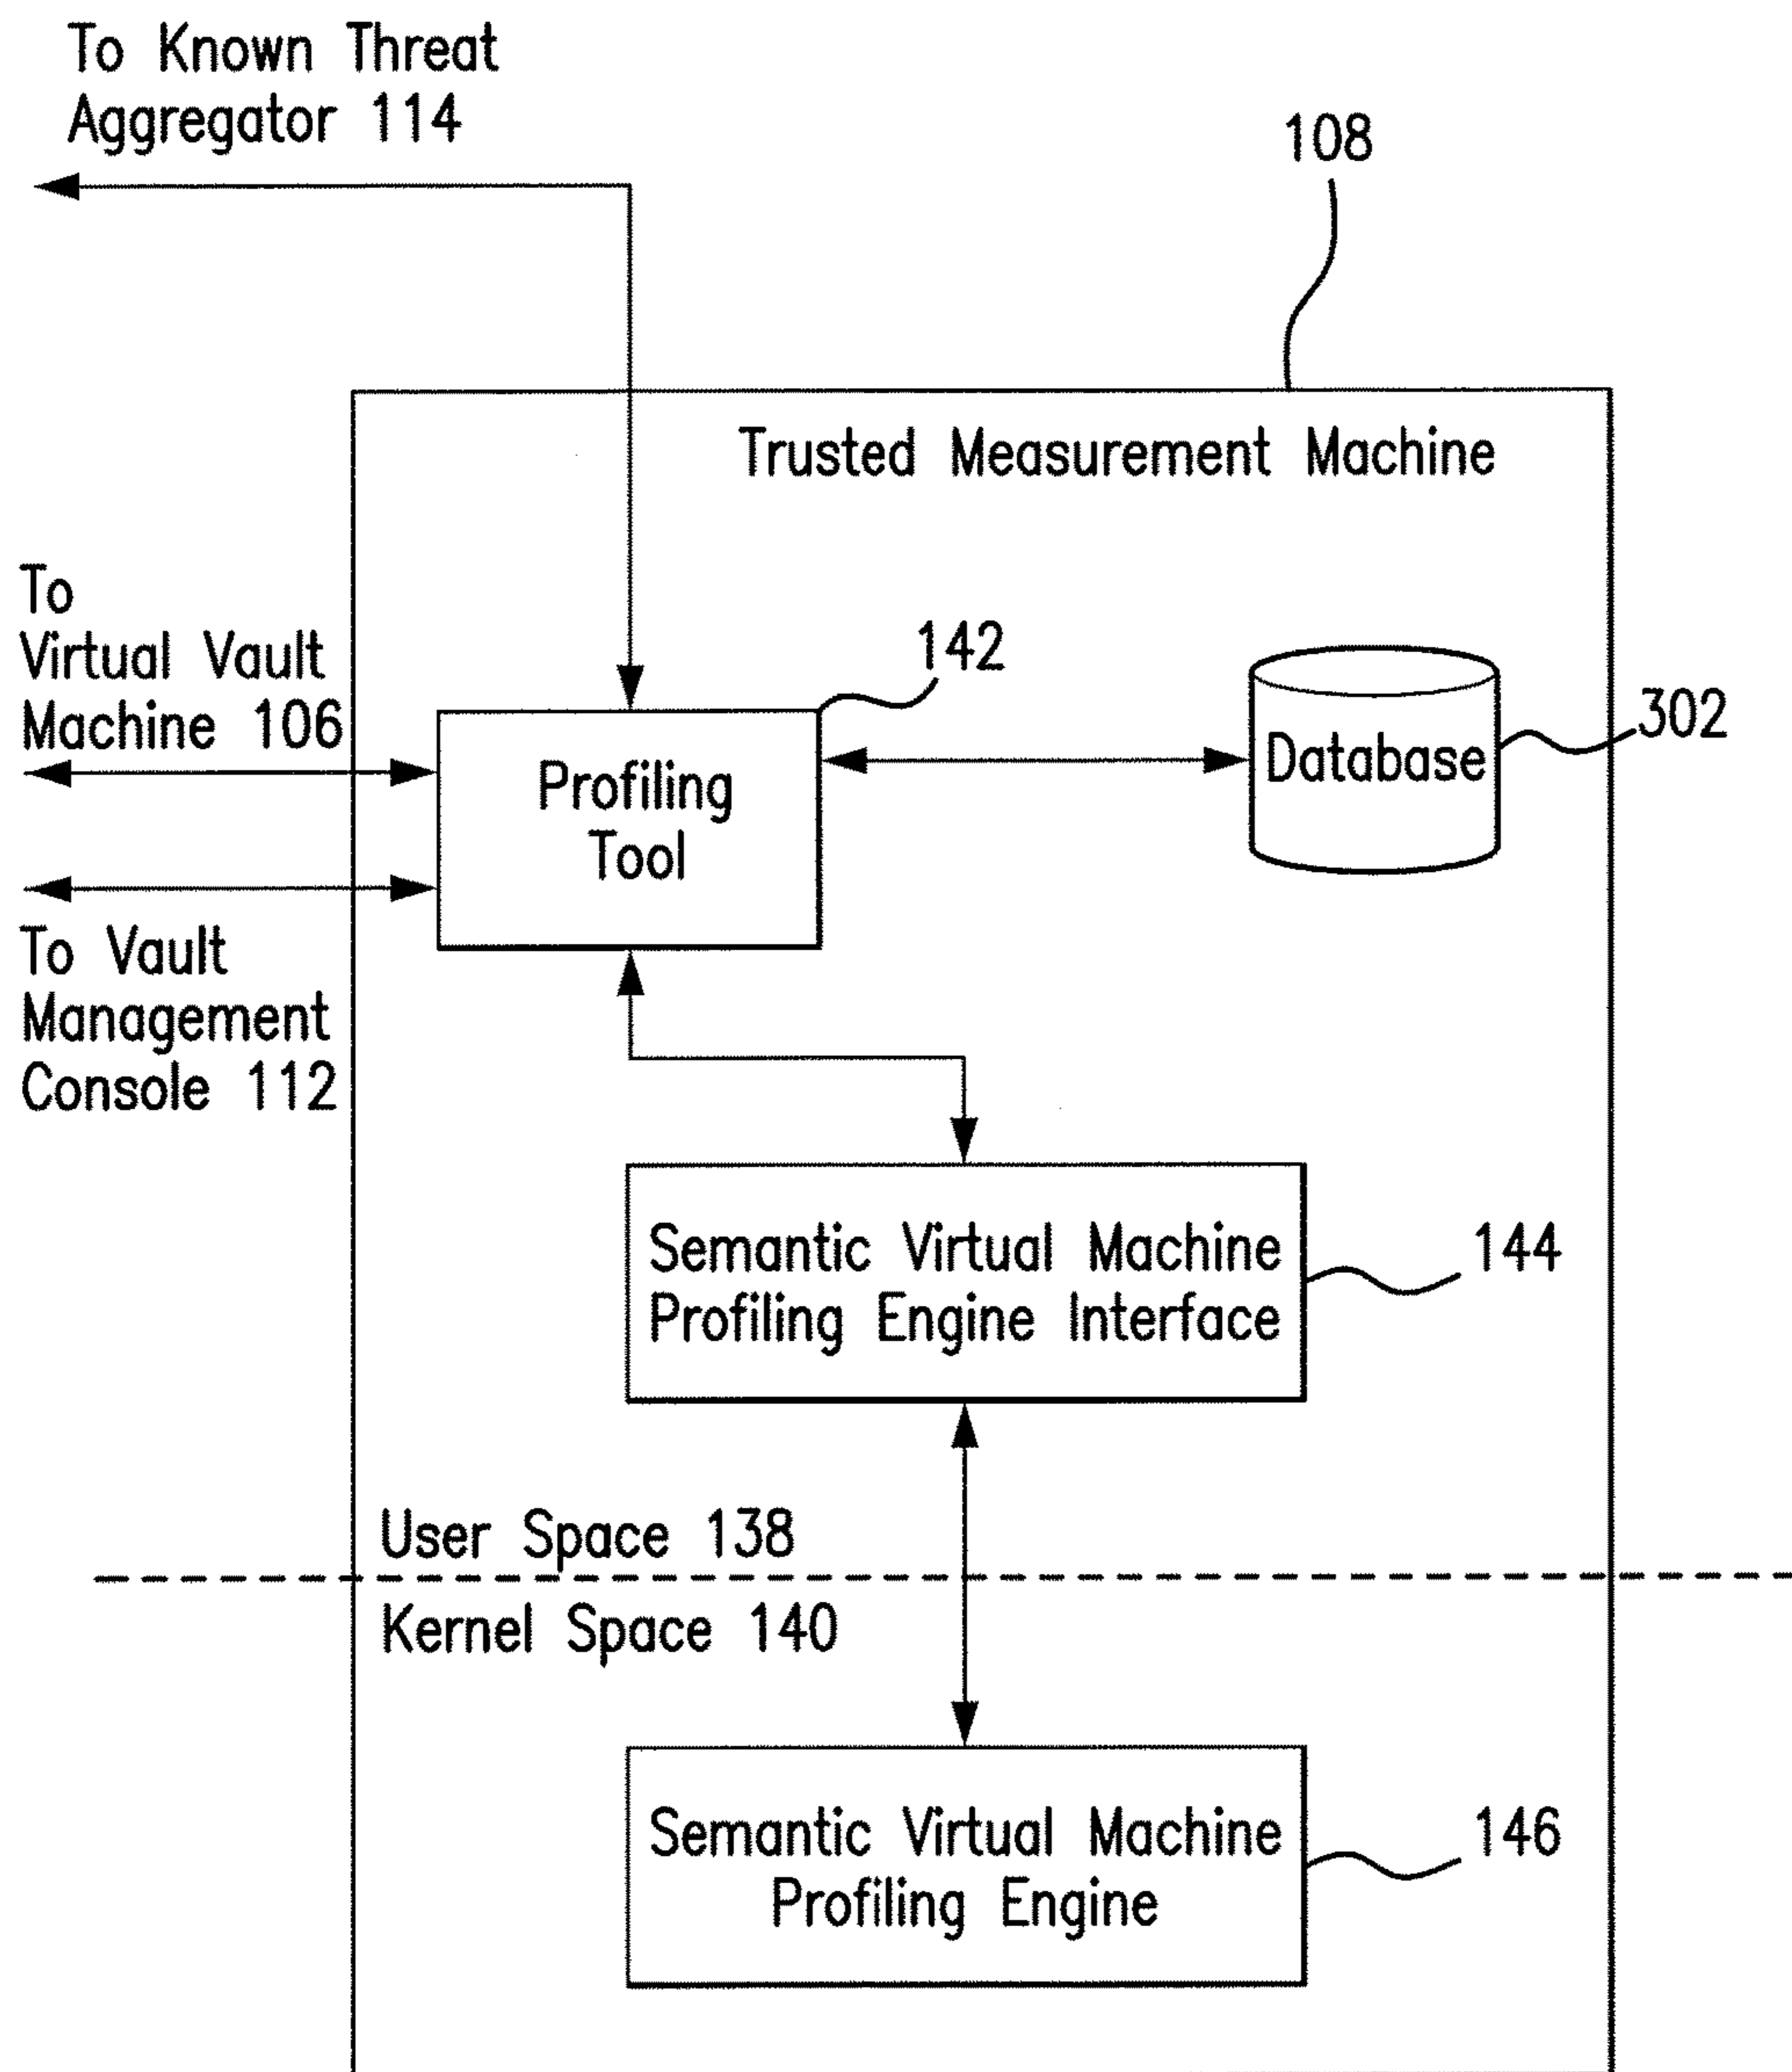 To Known Threat
Aggregator 114
108
Trusted Measurement Machine
To
Virtual Vault
Machine 106
142
302
Database
Profiling
Tool
To Vault
Management
Console 112
Semantic Virtual Machine
Profiling Engine Interface
144
User Space 138
Kernel Space 140
Semantic Virtual Machine
Profiling Engine
146